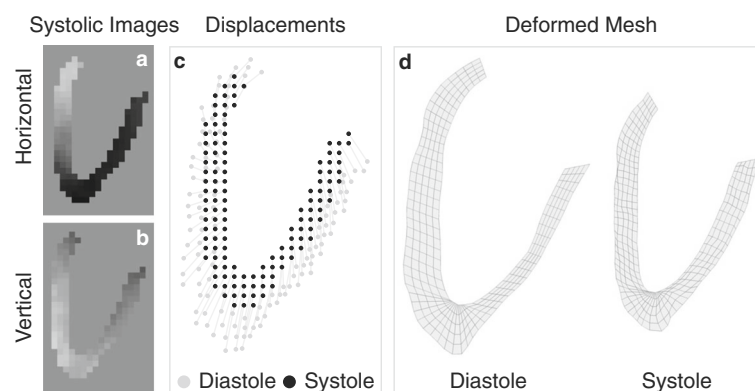 Systolic Images
Displacements
Deformed Mesh
Horizontal
a
c
d
Vertical
b
Diastole
Systole
Diastole
Systole